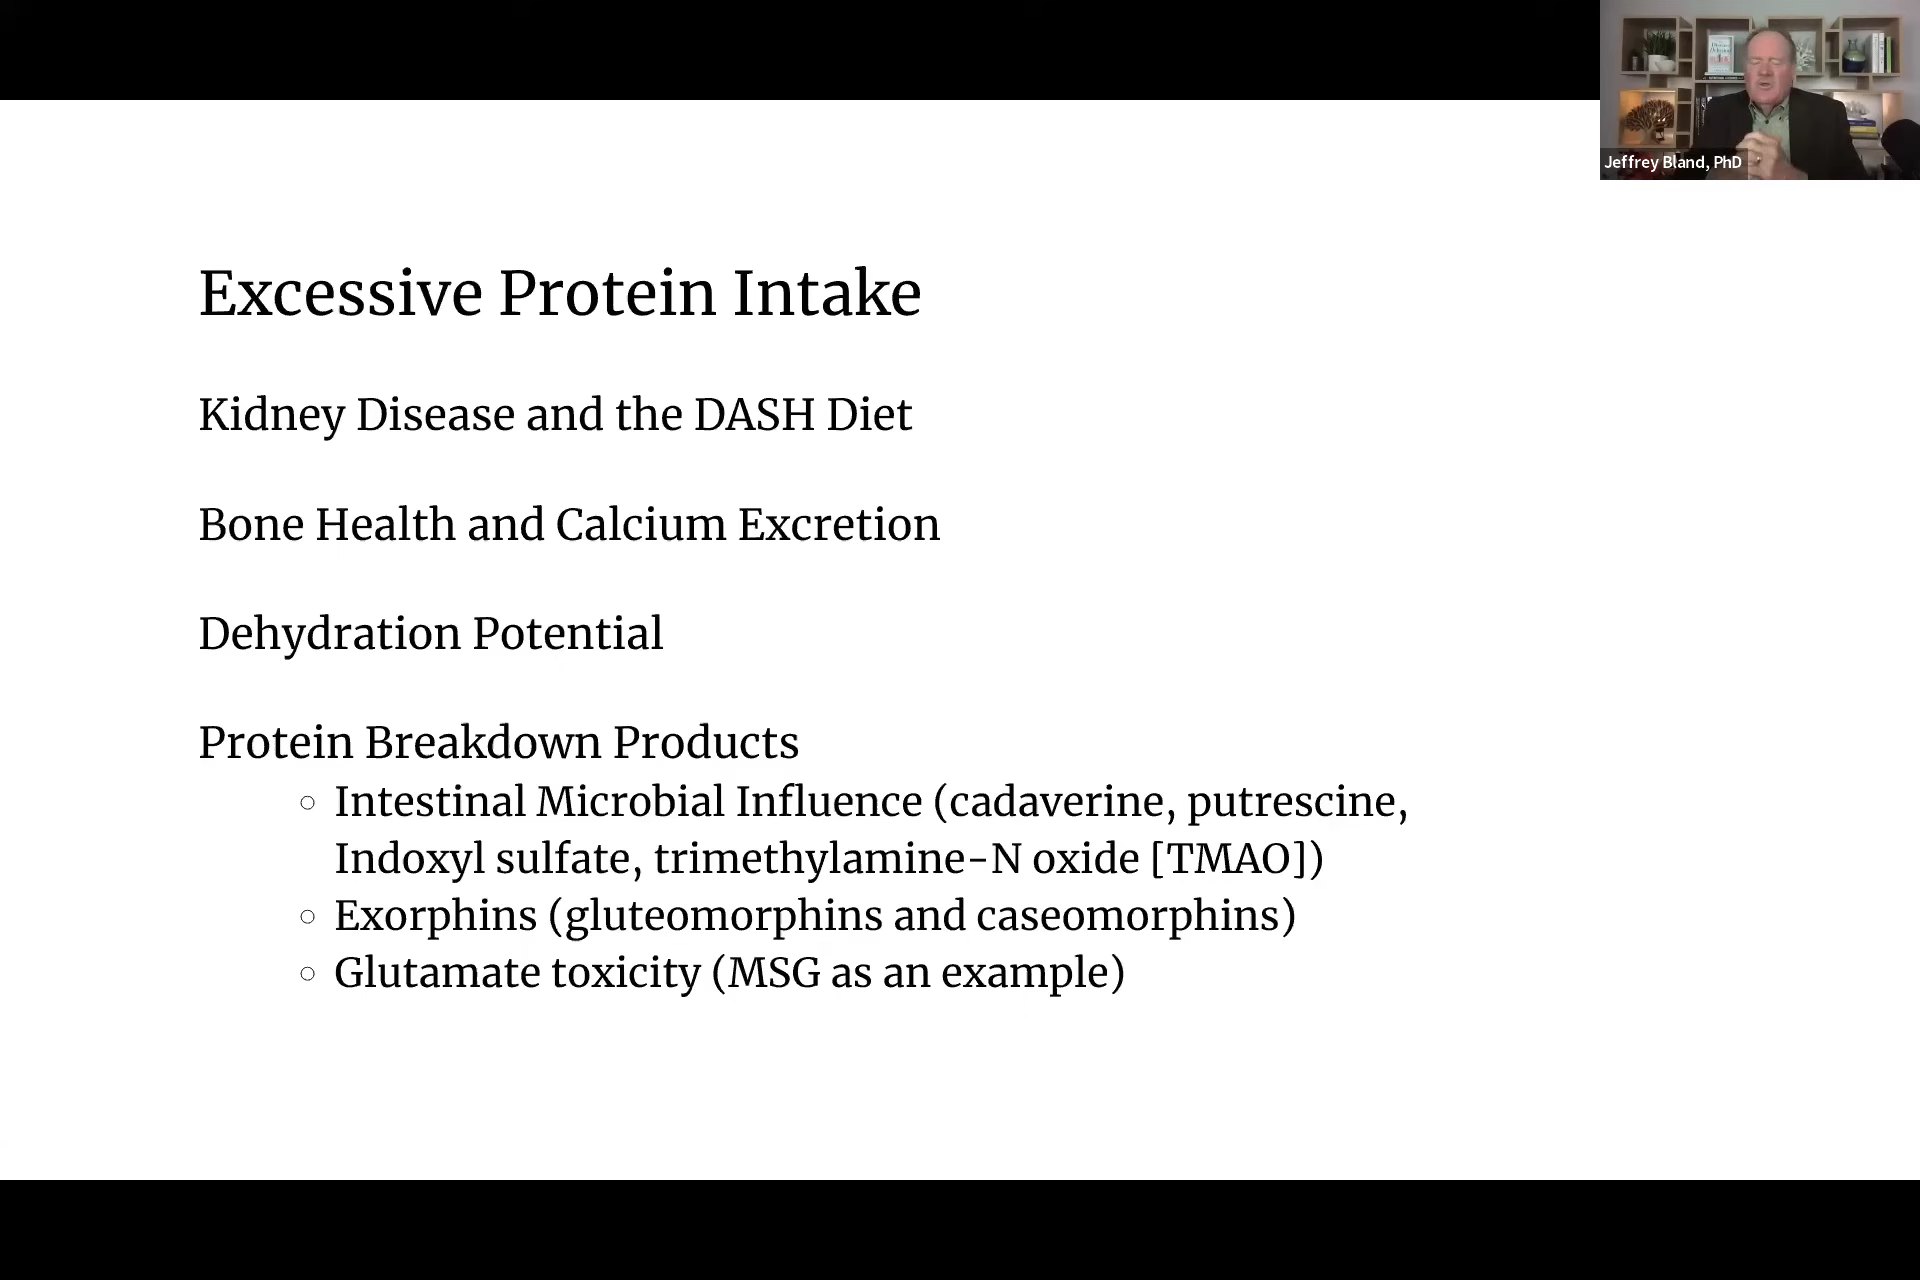 Jeffrey Bland, PhD
Excessive Protein Intake
Kidney Disease and the DASH Diet
Bone Health and Calcium Excretion
Dehydration Potential
Protein Breakdown Products
○ Intestinal Microbial Influence (cadaverine, putrescine,
Indoxyl sulfate, trimethylamine-N oxide [TMAO])
○ Exorphins (gluteomorphins and caseomorphins)
○ Glutamate toxicity (MSG as an example)